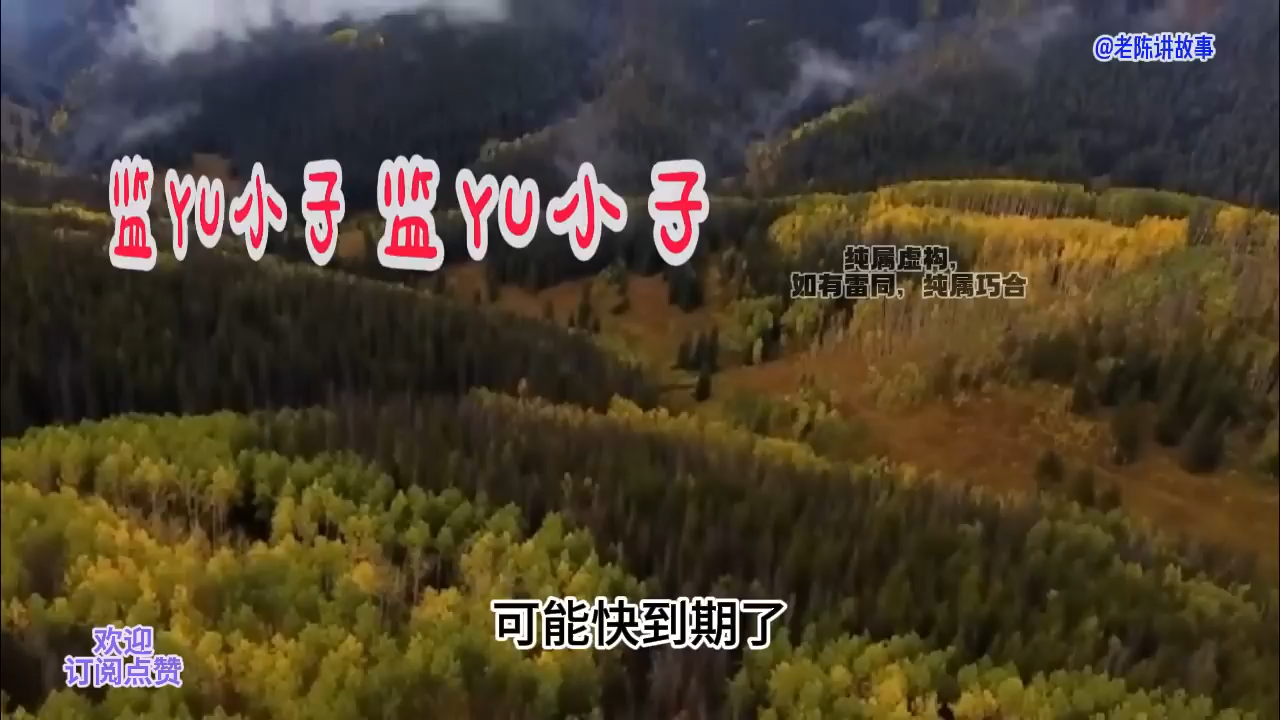 @老陈讲故事
监YU小子 监YU小子
纯属虚构,
如有雷同，纯属巧合
可能快到期了
欢迎
订阅点赞